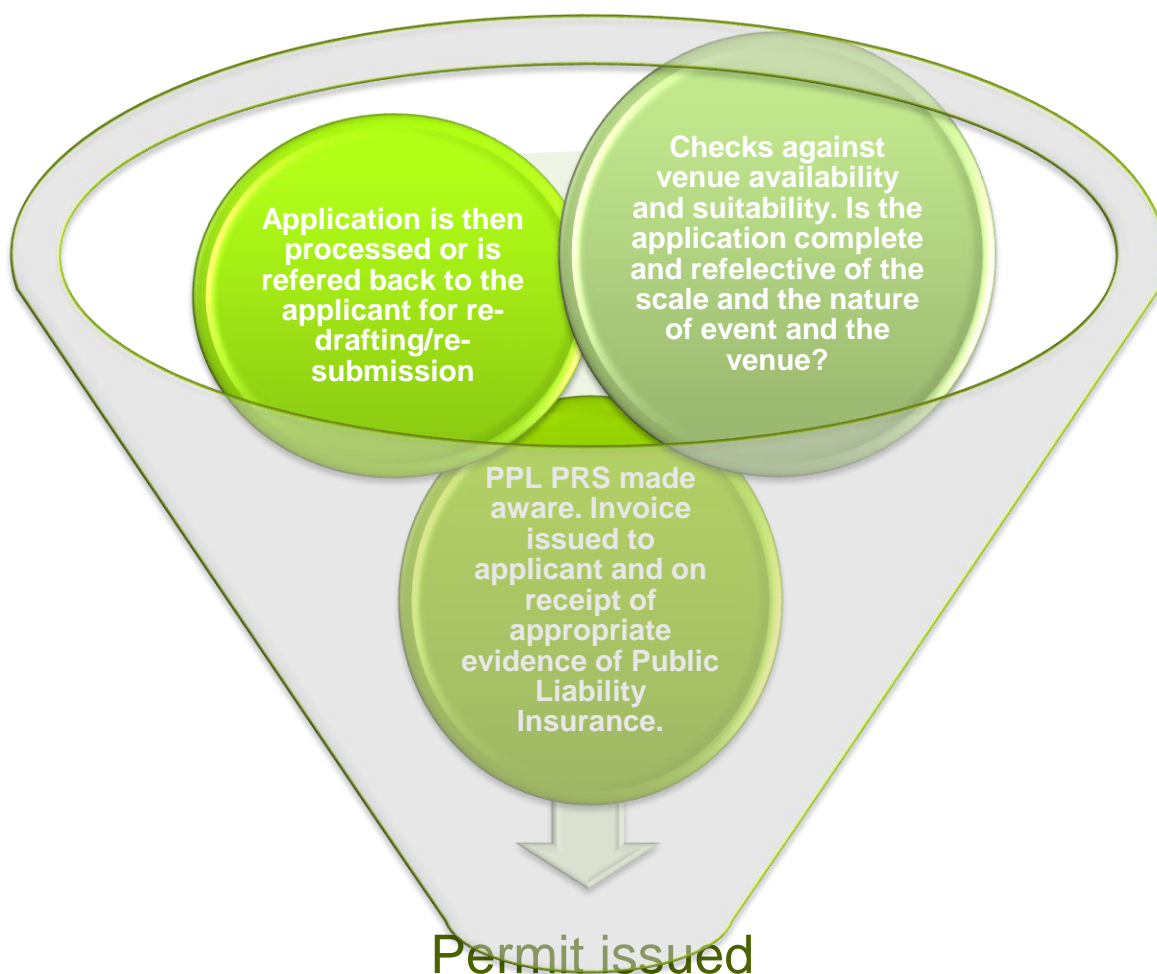 Application is then
processed or is
refered back to the
applicant for re-
drafting/re-
submission
Checks against
venue availability
and suitability. Is the
application complete
and refelective of the
scale and the nature
of event and the
venue?
PPL PRS made
aware. Invoice
issued to
applicant and on
receipt of
appropriate
evidence of Public
Liability
Insurance.
Permit issued